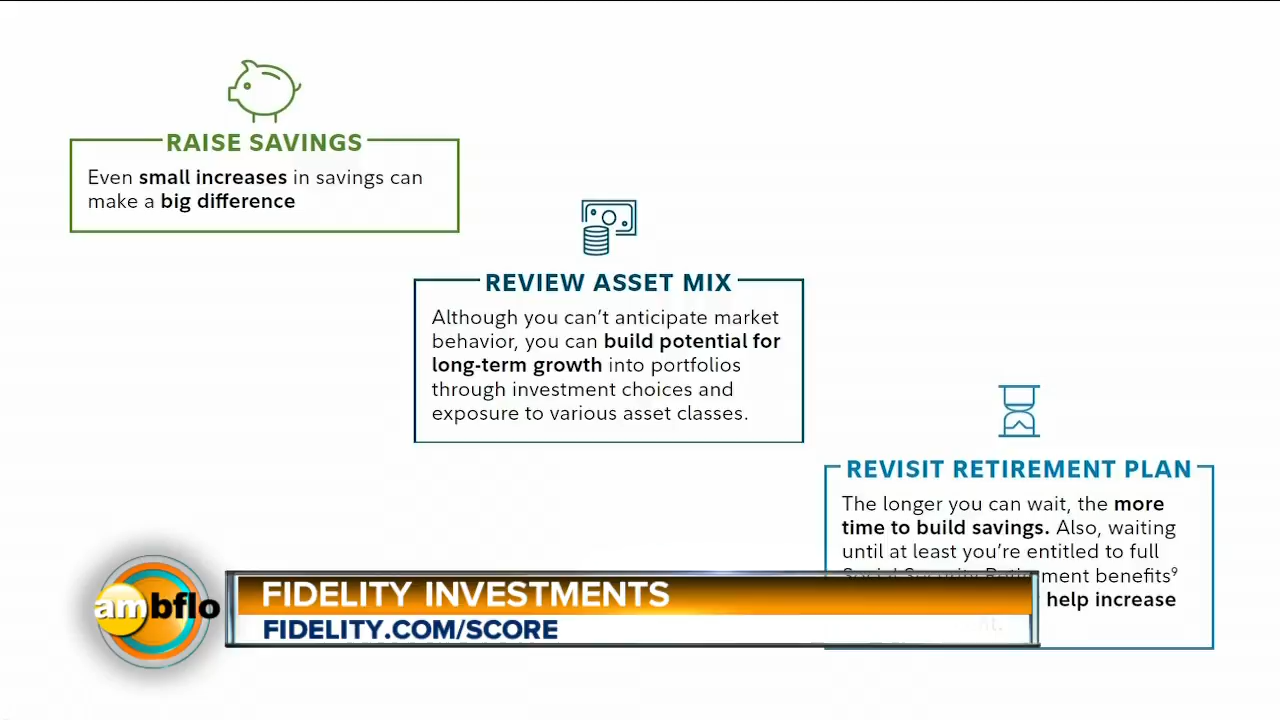 RAISE SAVINGS
Even small increases in savings can
make a big difference
REVIEW ASSET MIX
Although you can’t anticipate market
behavior, you can build potential for
long-term growth into portfolios
through investment choices and
exposure to various asset classes.
REVISIT RETIREMENT PLAN
The longer you can wait, the more
time to build savings. Also, waiting
until at least you’re entitled to full
Social Security Retirement benefits⁹
help increase
ambflo
FIDELITY INVESTMENTS
FIDELITY.COM/SCORE